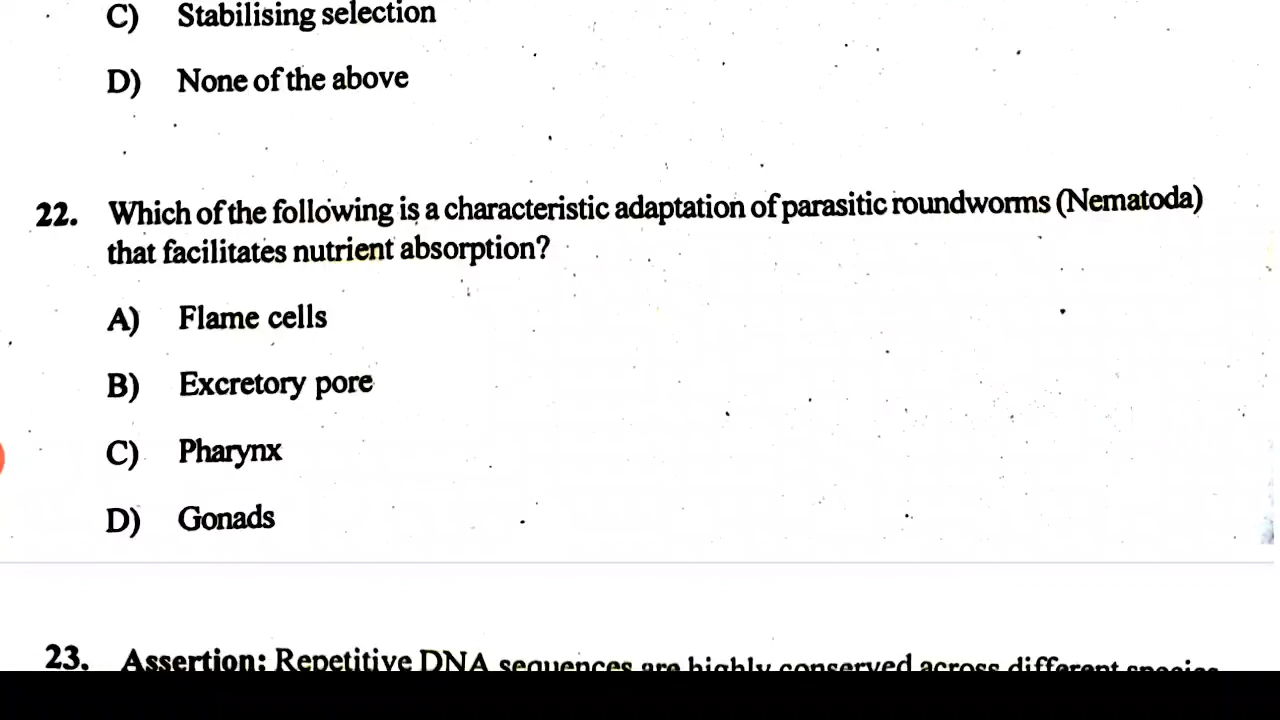 C) Stabilising selection
D) None of the above
22. Which of the following is a characteristic adaptation of parasitic roundworms (Nematoda)
that facilitates nutrient absorption?
A) Flame cells
B) Excretory pore
C) Pharynx
D) Gonads
23. Assertion: Repetitive DNA sequences are highly conserved across different species